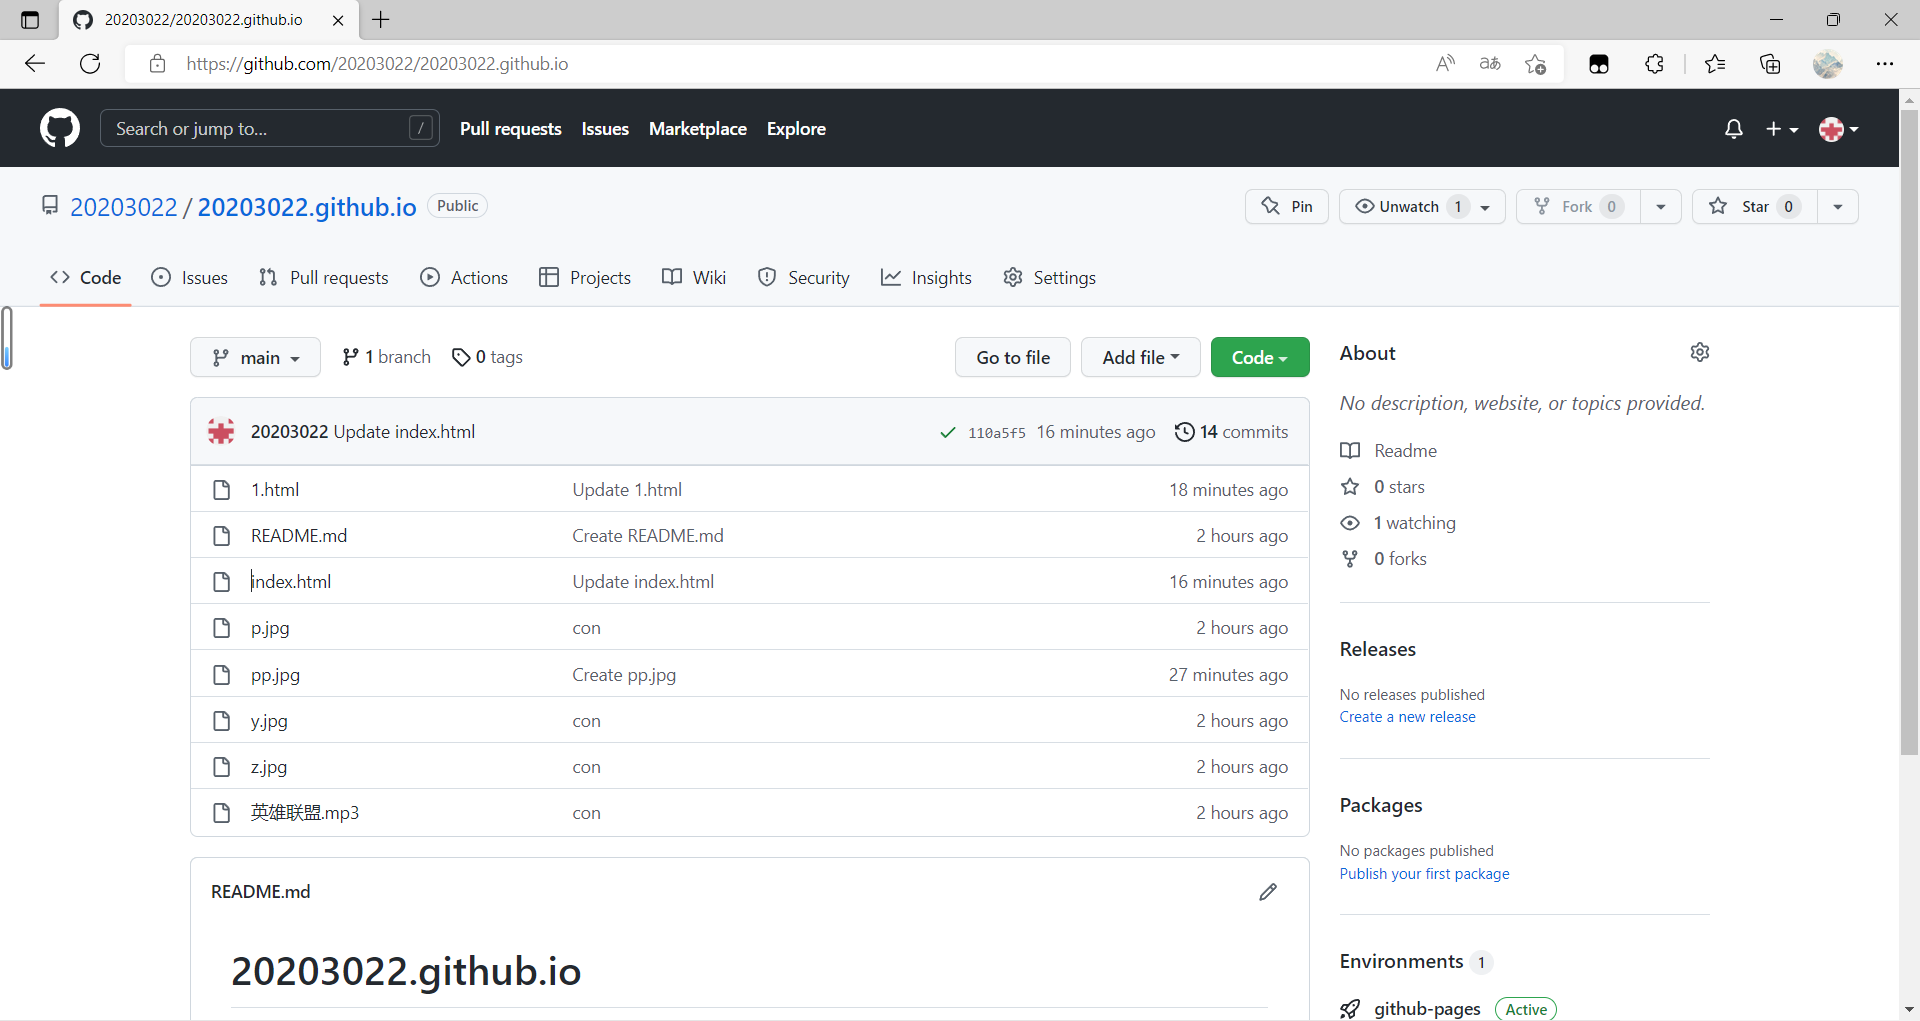 20203022/20203022.github.io
https://github.com/20203022/20203022.github.io
Search or jump to... /
Pull requests Issues Marketplace Explore
20203022 / 20203022.github.io Public
Pin Unwatch 1 Fork 0 Star 0
Code Issues Pull requests Actions Projects Wiki Security Insights Settings
main 1 branch 0 tags Go to file Add file Code
20203022 Update index.html 110a5f5 16 minutes ago 14 commits
1.html Update 1.html 18 minutes ago
README.md Create README.md 2 hours ago
index.html Update index.html 16 minutes ago
p.jpg con 2 hours ago
pp.jpg Create pp.jpg 27 minutes ago
y.jpg con 2 hours ago
z.jpg con 2 hours ago
英雄联盟.mp3 con 2 hours ago
README.md
20203022.github.io
About
No description, website, or topics provided.
Readme
0 stars
1 watching
0 forks
Releases
No releases published
Create a new release
Packages
No packages published
Publish your first package
Environments 1
github-pages Active